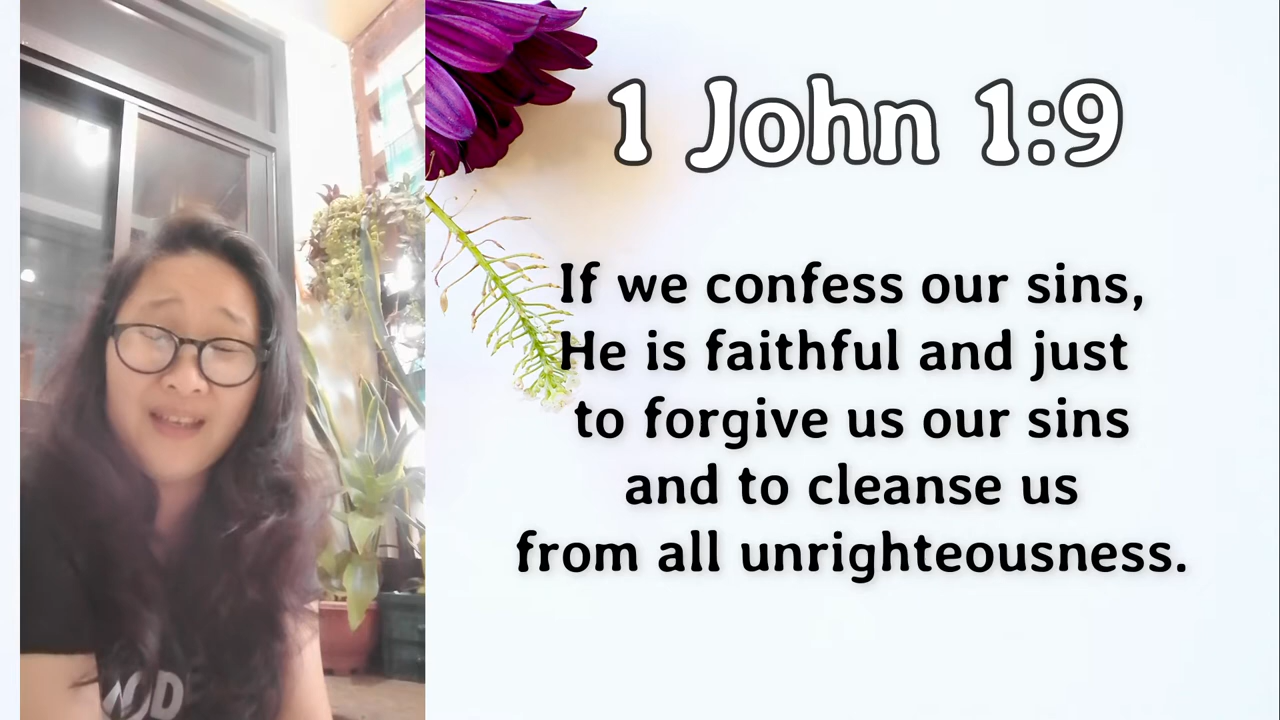 1 John 1:9
If we confess our sins,
He is faithful and just
to forgive us our sins
and to cleanse us
from all unrighteousness.